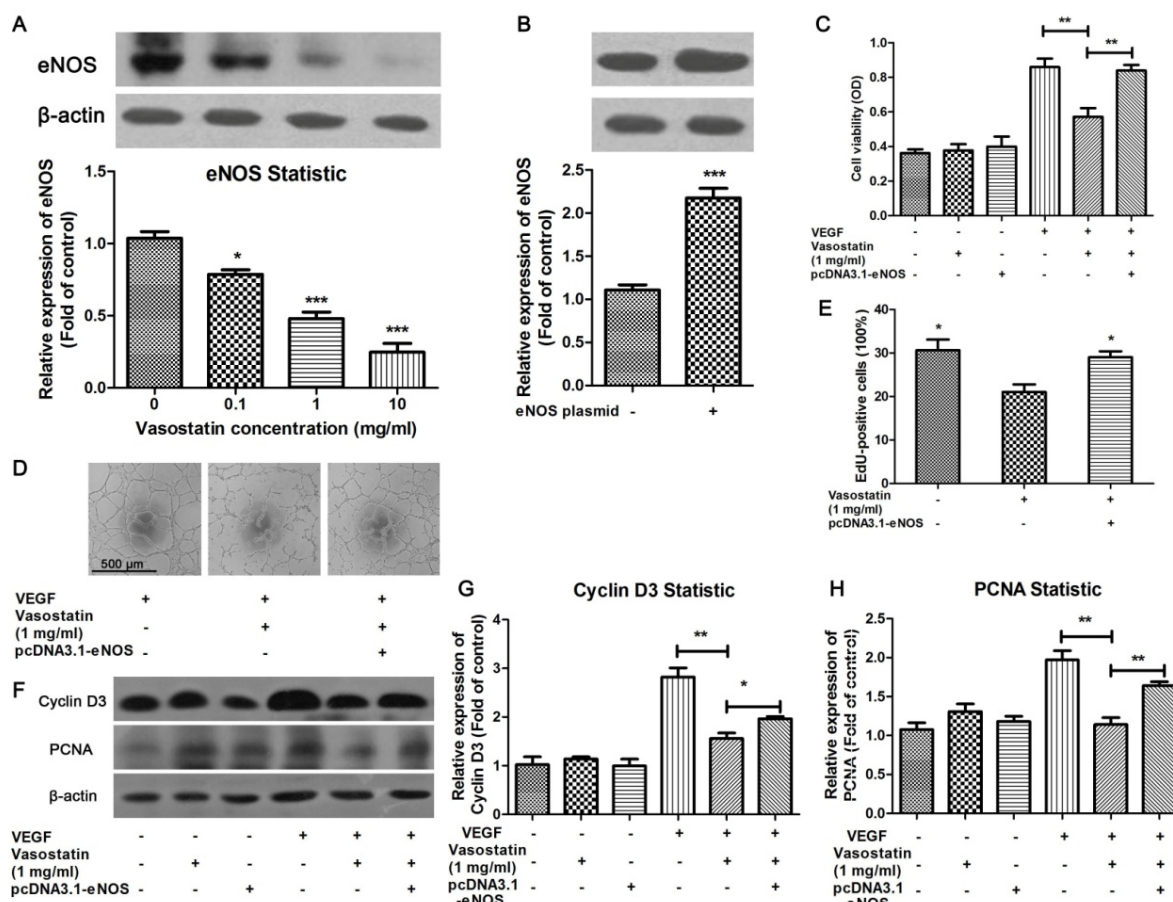 A
eNOS
β-actin
eNOS Statistic
Relative expression of eNOS
(Fold of control)
1.5
1.0
0.5
0.0
*
***
***
0 0.1 1 10
Vasostatin concentration (mg/ml)
B
Relative expression of eNOS
(Fold of control)
2.5
2.0
1.5
1.0
0.5
0.0
***
eNOS plasmid - +
C
Cell viability (OD)
1.0
0.8
0.6
0.4
0.2
0.0
** **
VEGF - - - + + +
Vasostatin
(1 mg/ml) - + - - + +
pcDNA3.1-eNOS - - + - - +
E
EdU-positive cells (100%)
40
30
20
10
0
* *
Vasostatin
(1 mg/ml) - + +
pcDNA3.1-eNOS - - +
D
500 μm
VEGF + + +
Vasostatin
(1 mg/ml) - + +
pcDNA3.1-eNOS - - +
F
Cyclin D3
PCNA
β-actin
VEGF - - - + + +
Vasostatin
(1 mg/ml) - + - - + +
pcDNA3.1-eNOS - - + - - +
G
Cyclin D3 Statistic
Relative expression of
Cyclin D3 (Fold of control)
4
3
2
1
0
**
*
VEGF - - - + + +
Vasostatin
(1 mg/ml) - + - - + +
pcDNA3.1 - - + - - +
-eNOS
H
PCNA Statistic
Relative expression of
PCNA (Fold of control)
2.5
2.0
1.5
1.0
0.5
0.0
**
**
VEGF - - - + + +
Vasostatin
(1 mg/ml) - + - - + +
pcDNA3.1 - - + - - +
-eNOS